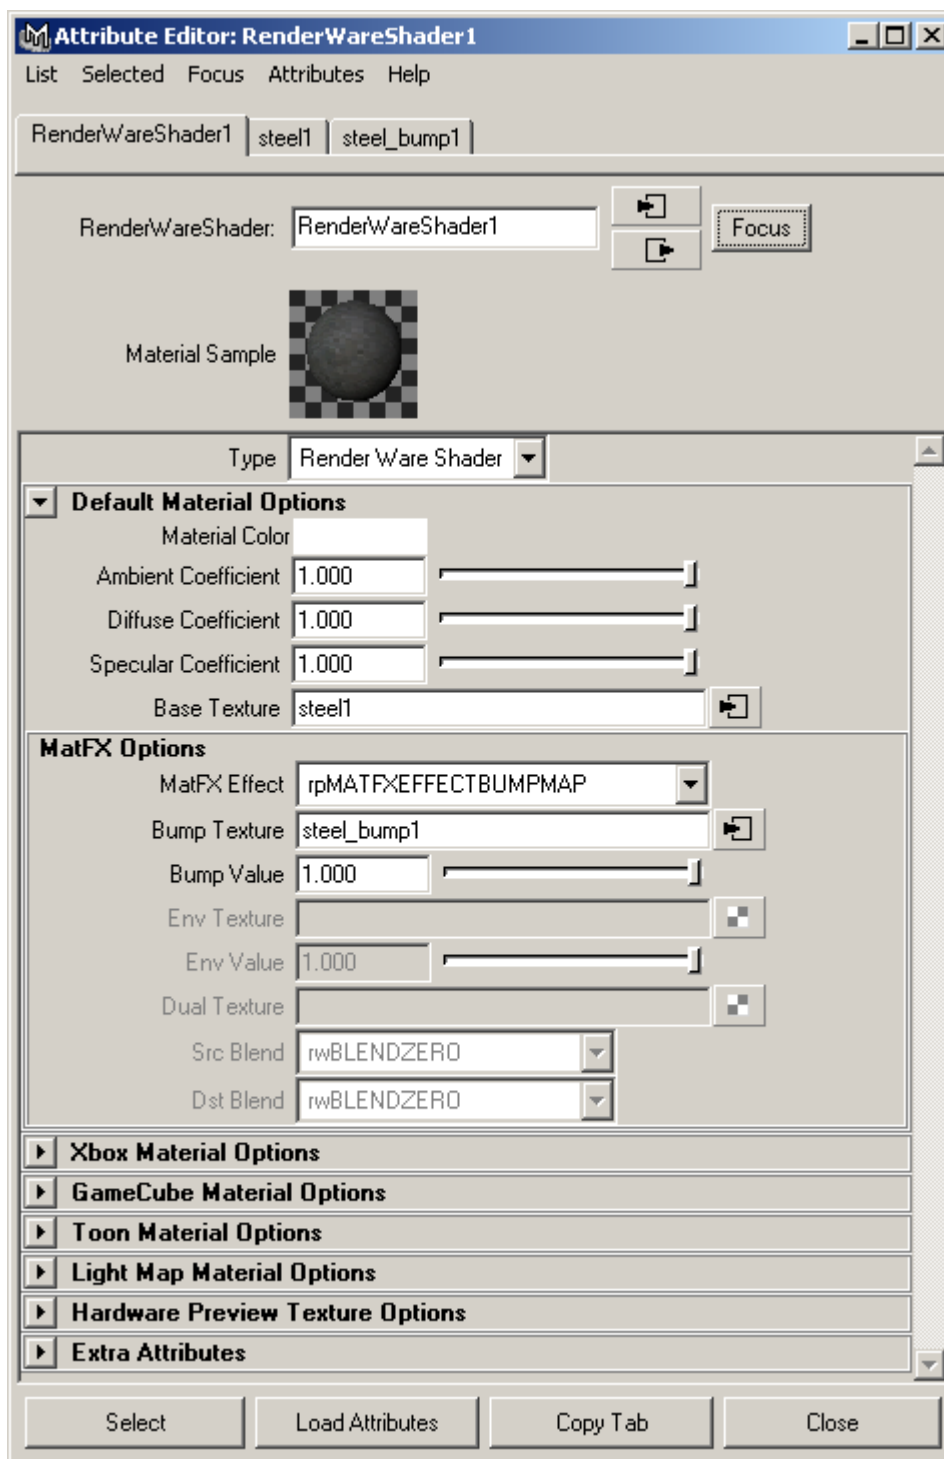 Attribute Editor: RenderWareShader1
List Selected Focus Attributes Help
RenderWareShader1 steel1 steel_bump1
RenderWareShader: RenderWareShader1 Focus
Material Sample
Type Render Ware Shader
Default Material Options
Material Color
Ambient Coefficient 1.000
Diffuse Coefficient 1.000
Specular Coefficient 1.000
Base Texture steel1
MatFX Options
MatFX Effect rpMATFXEFFECTBUMPMAP
Bump Texture steel_bump1
Bump Value 1.000
Env Texture
Env Value 1.000
Dual Texture
Src Blend rwBLENDZERO
Dst Blend rwBLENDZERO
Xbox Material Options
GameCube Material Options
Toon Material Options
Light Map Material Options
Hardware Preview Texture Options
Extra Attributes
Select Load Attributes Copy Tab Close